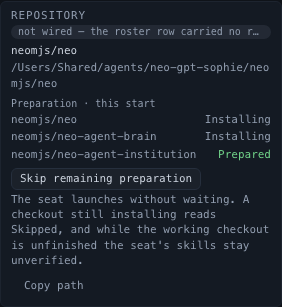 REPOSITORY
not wired — the roster row carried no r…
neomjs/neo
/Users/Shared/agents/neo-gpt-sophie/neo
mjs/neo
Preparation · this start
neomjs/neo Installing
neomjs/neo-agent-brain Installing
neomjs/neo-agent-institution Prepared
Skip remaining preparation
The seat launches without waiting. A
checkout still installing reads
Skipped, and while the working checkout
is unfinished the seat's skills stay
unverified.
Copy path